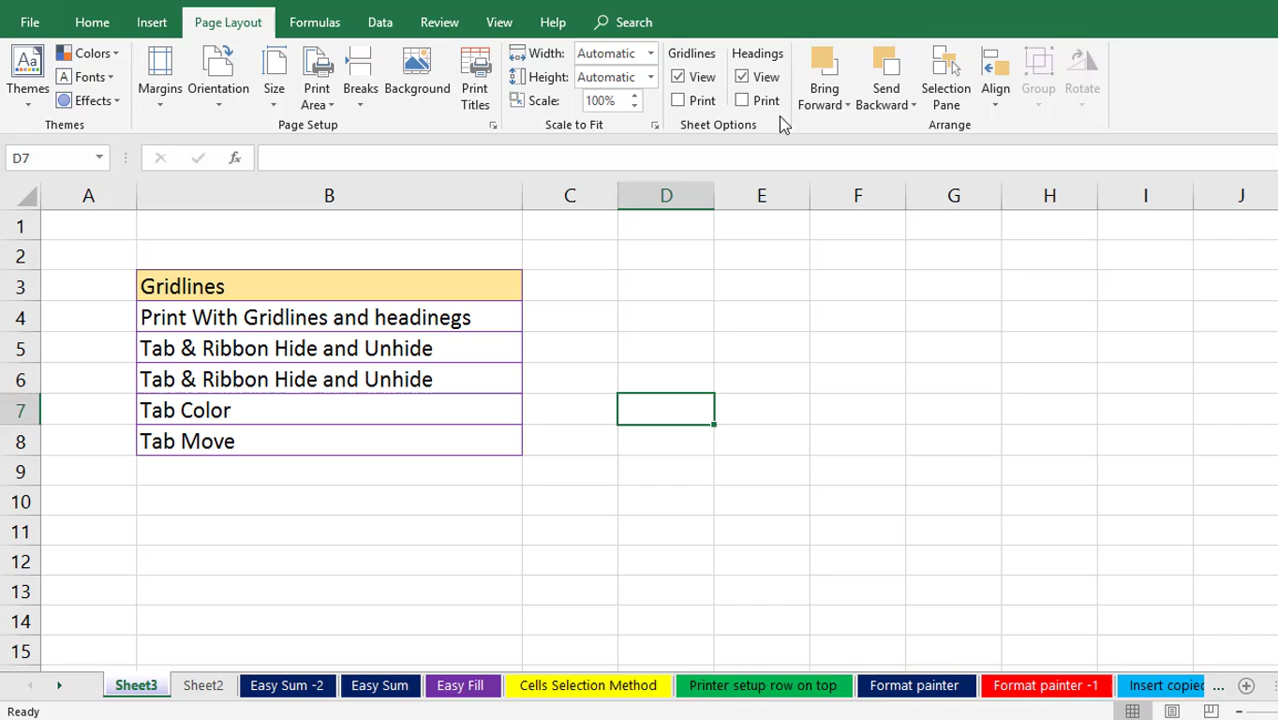 File Home Insert Page Layout Formulas Data Review View Help Search
Colors Width: Automatic Gridlines Headings
Fonts Height: Automatic View View
Themes Effects Margins Orientation Size Print Area Breaks Background Print Titles Scale: 100% Print Print Bring Forward Send Backward Selection Pane Align Group Rotate
Themes Page Setup Scale to Fit Sheet Options Arrange
D7 fx
A B C D E F G H I J
1
2
3 Gridlines
4 Print With Gridlines and headinegs
5 Tab & Ribbon Hide and Unhide
6 Tab & Ribbon Hide and Unhide
7 Tab Color
8 Tab Move
9
10
11
12
13
14
15
Sheet3 Sheet2 Easy Sum -2 Easy Sum Easy Fill Cells Selection Method Printer setup row on top Format painter Format painter -1 Insert copied ...
Ready